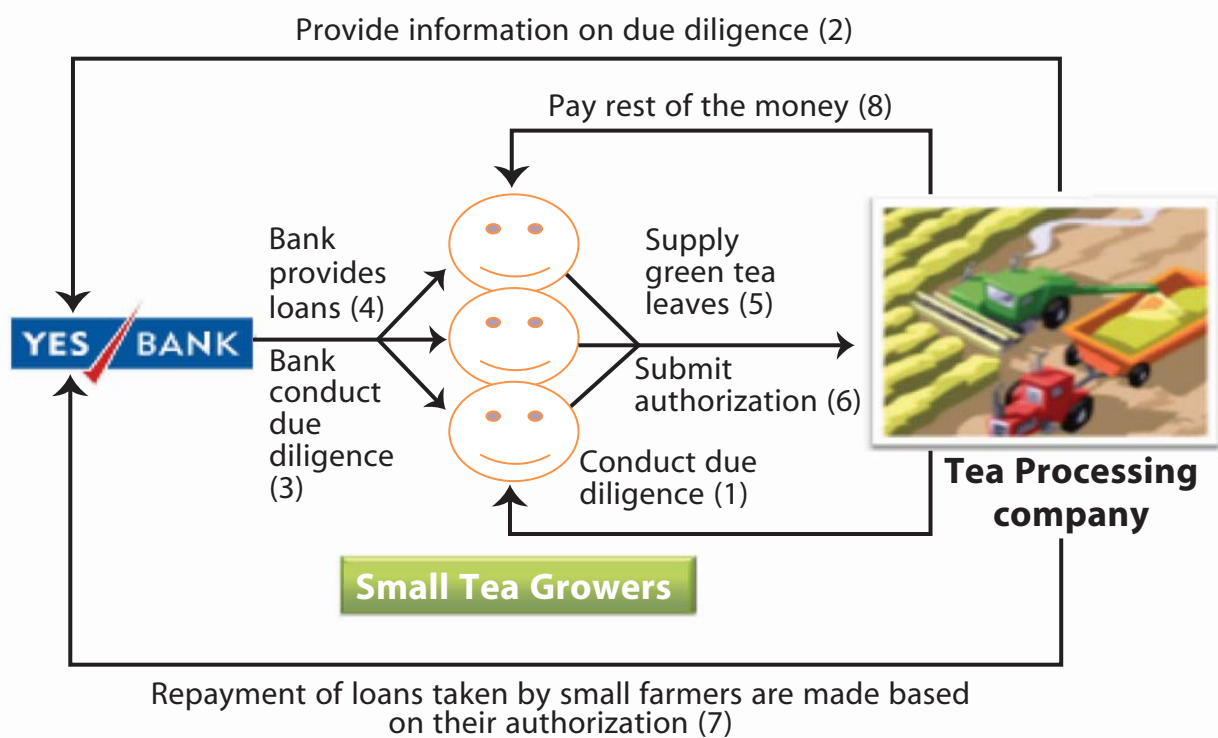 Provide information on due diligence (2)
Pay rest of the money (8)
Bank
provides
loans (4)
Supply
green tea
leaves (5)
YES BANK
Bank
conduct
due
diligence
(3)
Submit
authorization (6)
Conduct due
diligence (1)
Tea Processing
company
Small Tea Growers
Repayment of loans taken by small farmers are made based
on their authorization (7)